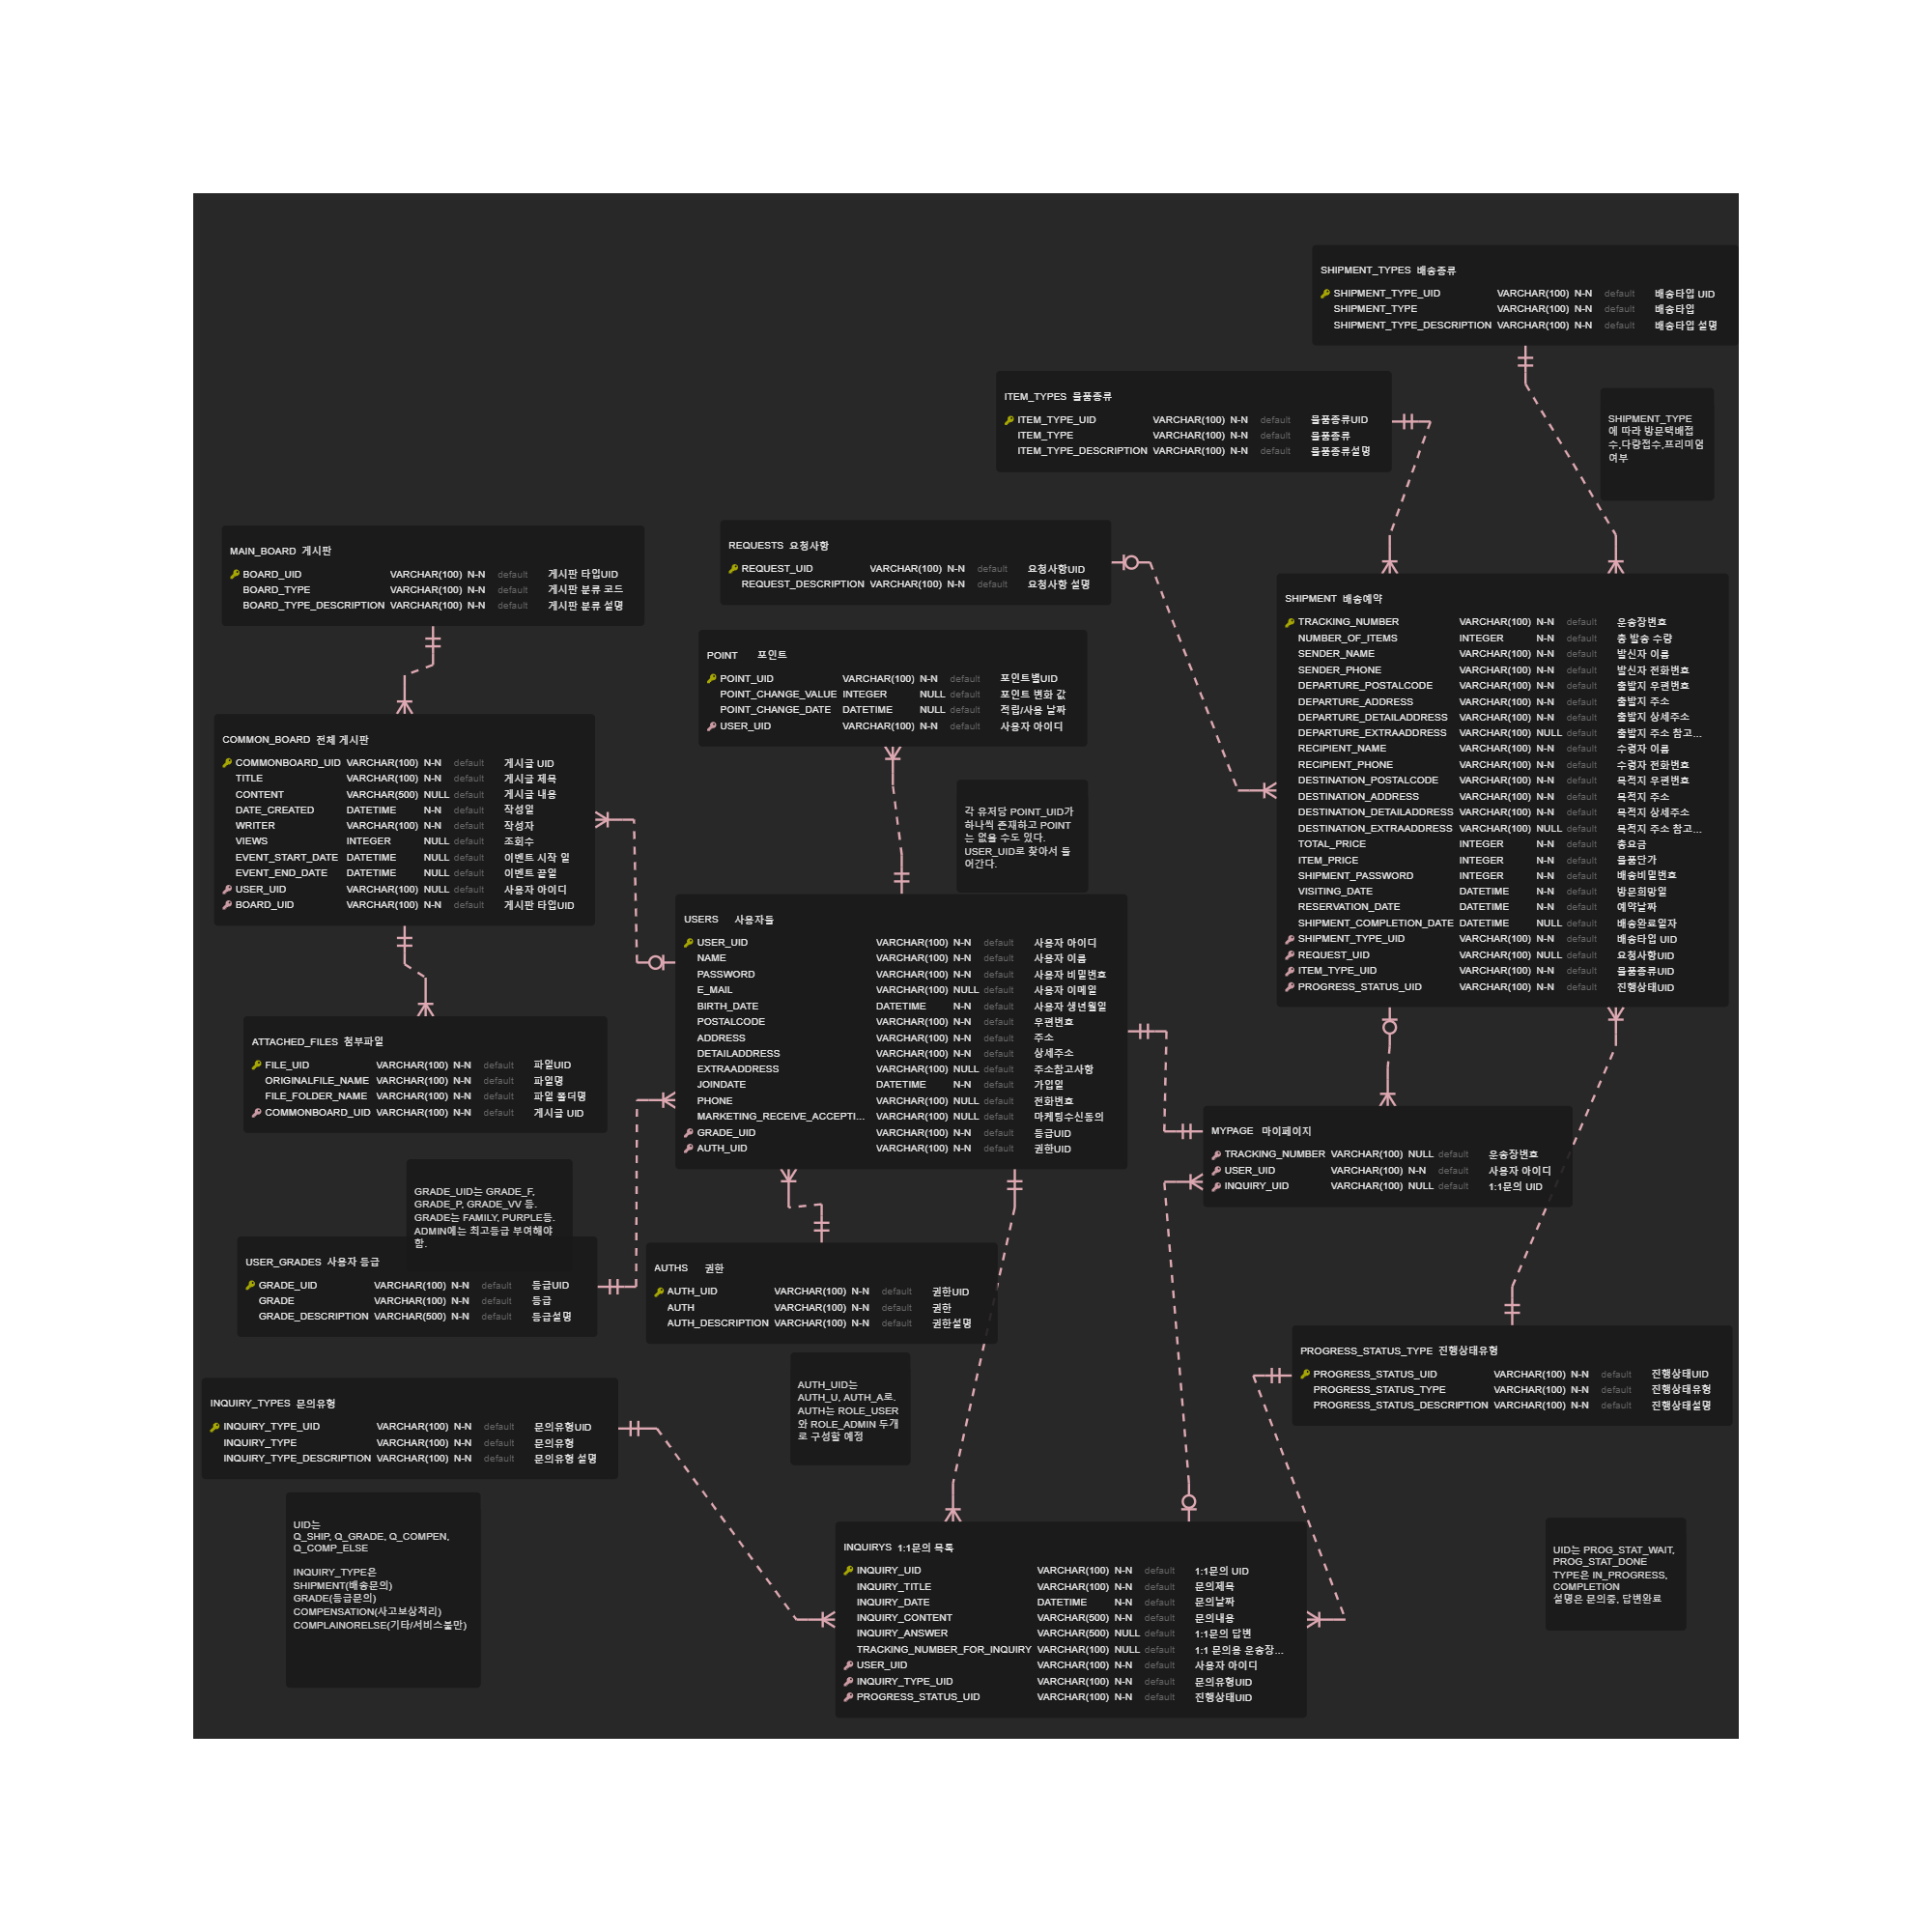 SHIPMENT_TYPES 배송종류
SHIPMENT_TYPE_UID VARCHAR(100) N-N default 배송타입 UID
SHIPMENT_TYPE VARCHAR(100) N-N default 배송타입
SHIPMENT_TYPE_DESCRIPTION VARCHAR(100) N-N default 배송타입 설명
SHIPMENT_TYPE
에 따라 방문택배접
수,다량접수,프리미엄
여부
ITEM_TYPES 물품종류
ITEM_TYPE_UID VARCHAR(100) N-N default 물품종류UID
ITEM_TYPE VARCHAR(100) N-N default 물품종류
ITEM_TYPE_DESCRIPTION VARCHAR(100) N-N default 물품종류설명
MAIN_BOARD 게시판
BOARD_UID VARCHAR(100) N-N default 게시판 타입UID
BOARD_TYPE VARCHAR(100) N-N default 게시판 분류 코드
BOARD_TYPE_DESCRIPTION VARCHAR(100) N-N default 게시판 분류 설명
REQUESTS 요청사항
REQUEST_UID VARCHAR(100) N-N default 요청사항UID
REQUEST_DESCRIPTION VARCHAR(100) N-N default 요청사항 설명
POINT 포인트
POINT_UID VARCHAR(100) N-N default 포인트별UID
POINT_CHANGE_VALUE INTEGER NULL default 포인트 변화 값
POINT_CHANGE_DATE DATETIME NULL default 적립/사용 날짜
USER_UID VARCHAR(100) N-N default 사용자 아이디
각 유저당 POINT_UID가
하나씩 존재하고 POINT
는 없을 수도 있다.
USER_UID로 찾아서 들
어간다.
SHIPMENT 배송예약
TRACKING_NUMBER VARCHAR(100) N-N default 운송장번호
NUMBER_OF_ITEMS INTEGER N-N default 총 발송 수량
SENDER_NAME VARCHAR(100) N-N default 발신자 이름
SENDER_PHONE VARCHAR(100) N-N default 발신자 전화번호
DEPARTURE_POSTALCODE VARCHAR(100) N-N default 출발지 우편번호
DEPARTURE_ADDRESS VARCHAR(100) N-N default 출발지 주소
DEPARTURE_DETAILADDRESS VARCHAR(100) N-N default 출발지 상세주소
DEPARTURE_EXTRAADDRESS VARCHAR(100) NULL default 출발지 주소 참고...
RECIPIENT_NAME VARCHAR(100) N-N default 수령자 이름
RECIPIENT_PHONE VARCHAR(100) N-N default 수령자 전화번호
DESTINATION_POSTALCODE VARCHAR(100) N-N default 목적지 우편번호
DESTINATION_ADDRESS VARCHAR(100) N-N default 목적지 주소
DESTINATION_DETAILADDRESS VARCHAR(100) N-N default 목적지 상세주소
DESTINATION_EXTRAADDRESS VARCHAR(100) NULL default 목적지 주소 참고...
TOTAL_PRICE INTEGER N-N default 총요금
ITEM_PRICE INTEGER N-N default 물품단가
SHIPMENT_PASSWORD INTEGER N-N default 배송비밀번호
VISITING_DATE DATETIME N-N default 방문희망일
RESERVATION_DATE DATETIME N-N default 예약날짜
SHIPMENT_COMPLETION_DATE DATETIME NULL default 배송완료일자
SHIPMENT_TYPE_UID VARCHAR(100) N-N default 배송타입 UID
REQUEST_UID VARCHAR(100) NULL default 요청사항UID
ITEM_TYPE_UID VARCHAR(100) N-N default 물품종류UID
PROGRESS_STATUS_UID VARCHAR(100) N-N default 진행상태UID
COMMON_BOARD 전체 게시판
COMMONBOARD_UID VARCHAR(100) N-N default 게시글 UID
TITLE VARCHAR(100) N-N default 게시글 제목
CONTENT VARCHAR(500) NULL default 게시글 내용
DATE_CREATED DATETIME N-N default 작성일
WRITER VARCHAR(100) N-N default 작성자
VIEWS INTEGER NULL default 조회수
EVENT_START_DATE DATETIME NULL default 이벤트 시작 일
EVENT_END_DATE DATETIME NULL default 이벤트 끝일
USER_UID VARCHAR(100) NULL default 사용자 아이디
BOARD_UID VARCHAR(100) N-N default 게시판 타입UID
USERS 사용자들
USER_UID VARCHAR(100) N-N default 사용자 아이디
NAME VARCHAR(100) N-N default 사용자 이름
PASSWORD VARCHAR(100) N-N default 사용자 비밀번호
E_MAIL VARCHAR(100) NULL default 사용자 이메일
BIRTH_DATE DATETIME N-N default 사용자 생년월일
POSTALCODE VARCHAR(100) N-N default 우편번호
ADDRESS VARCHAR(100) N-N default 주소
DETAILADDRESS VARCHAR(100) N-N default 상세주소
EXTRAADDRESS VARCHAR(100) NULL default 주소참고사항
JOINDATE DATETIME N-N default 가입일
PHONE VARCHAR(100) NULL default 전화번호
MARKETING_RECEIVE_ACCEPTI... VARCHAR(100) NULL default 마케팅수신동의
GRADE_UID VARCHAR(100) N-N default 등급UID
AUTH_UID VARCHAR(100) N-N default 권한UID
ATTACHED_FILES 첨부파일
FILE_UID VARCHAR(100) N-N default 파일UID
ORIGINALFILE_NAME VARCHAR(100) N-N default 파일명
FILE_FOLDER_NAME VARCHAR(100) N-N default 파일 폴더명
COMMONBOARD_UID VARCHAR(100) N-N default 게시글 UID
MYPAGE 마이페이지
TRACKING_NUMBER VARCHAR(100) NULL default 운송장번호
USER_UID VARCHAR(100) N-N default 사용자 아이디
INQUIRY_UID VARCHAR(100) NULL default 1:1문의 UID
GRADE_UID는 GRADE_F,
GRADE_P, GRADE_VV 등.
GRADE는 FAMILY, PURPLE등.
ADMIN에는 최고등급 부여해야
함.
USER_GRADES 사용자 등급
GRADE_UID VARCHAR(100) N-N default 등급UID
GRADE VARCHAR(100) N-N default 등급
GRADE_DESCRIPTION VARCHAR(500) N-N default 등급설명
AUTHS 권한
AUTH_UID VARCHAR(100) N-N default 권한UID
AUTH VARCHAR(100) N-N default 권한
AUTH_DESCRIPTION VARCHAR(100) N-N default 권한설명
AUTH_UID는
AUTH_U, AUTH_A로.
AUTH는 ROLE_USER
와 ROLE_ADMIN 두개
로 구성할 예정
PROGRESS_STATUS_TYPE 진행상태유형
PROGRESS_STATUS_UID VARCHAR(100) N-N default 진행상태UID
PROGRESS_STATUS_TYPE VARCHAR(100) N-N default 진행상태유형
PROGRESS_STATUS_DESCRIPTION VARCHAR(100) N-N default 진행상태설명
INQUIRY_TYPES 문의유형
INQUIRY_TYPE_UID VARCHAR(100) N-N default 문의유형UID
INQUIRY_TYPE VARCHAR(100) N-N default 문의유형
INQUIRY_TYPE_DESCRIPTION VARCHAR(100) N-N default 문의유형 설명
UID는
Q_SHIP, Q_GRADE, Q_COMPEN,
Q_COMP_ELSE
INQUIRY_TYPE은
SHIPMENT(배송문의)
GRADE(등급문의)
COMPENSATION(사고보상처리)
COMPLAINORELSE(기타/서비스불만)
INQUIRYS 1:1문의 목록
INQUIRY_UID VARCHAR(100) N-N default 1:1문의 UID
INQUIRY_TITLE VARCHAR(100) N-N default 문의제목
INQUIRY_DATE DATETIME N-N default 문의날짜
INQUIRY_CONTENT VARCHAR(500) N-N default 문의내용
INQUIRY_ANSWER VARCHAR(500) NULL default 1:1문의 답변
TRACKING_NUMBER_FOR_INQUIRY VARCHAR(100) NULL default 1:1 문의용 운송장...
USER_UID VARCHAR(100) N-N default 사용자 아이디
INQUIRY_TYPE_UID VARCHAR(100) N-N default 문의유형UID
PROGRESS_STATUS_UID VARCHAR(100) N-N default 진행상태UID
UID는 PROG_STAT_WAIT,
PROG_STAT_DONE
TYPE은 IN_PROGRESS,
COMPLETION
설명은 문의중, 답변완료